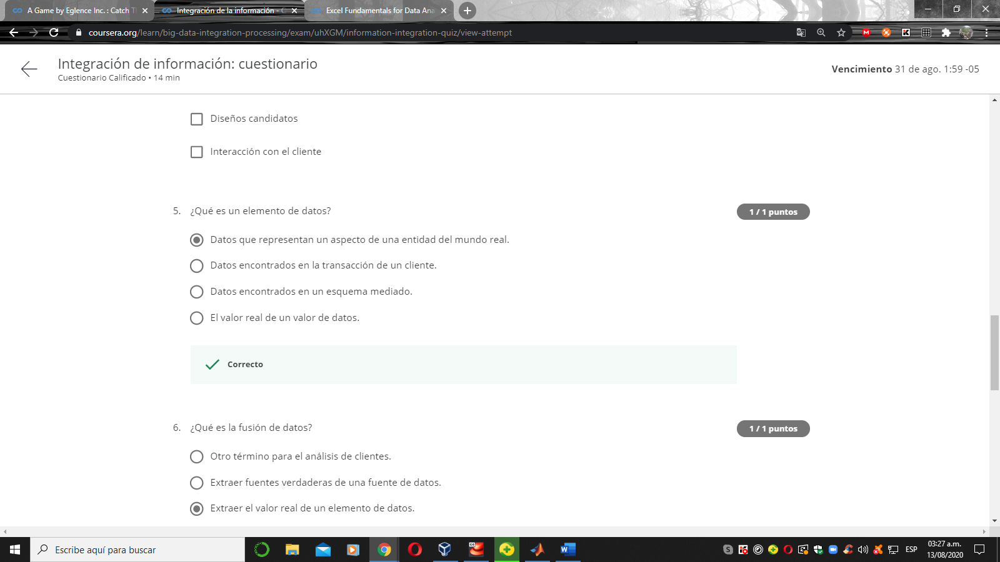 A Game by Eglence Inc. : Catch T
Integración de la información - C
Excel Fundamentals for Data Ana
coursera.org/learn/big-data-integration-processing/exam/uhXGM/information-integration-quiz/view-attempt
Integración de información: cuestionario
Cuestionario Calificado • 14 min
Vencimiento 31 de ago. 1:59 -05
Diseños candidatos
Interacción con el cliente
5. ¿Qué es un elemento de datos?
1 / 1 puntos
Datos que representan un aspecto de una entidad del mundo real.
Datos encontrados en la transacción de un cliente.
Datos encontrados en un esquema mediado.
El valor real de un valor de datos.
Correcto
6. ¿Qué es la fusión de datos?
1 / 1 puntos
Otro término para el análisis de clientes.
Extraer fuentes verdaderas de una fuente de datos.
Extraer el valor real de un elemento de datos.
Escribe aquí para buscar
ESP
03:27 a.m.
13/08/2020